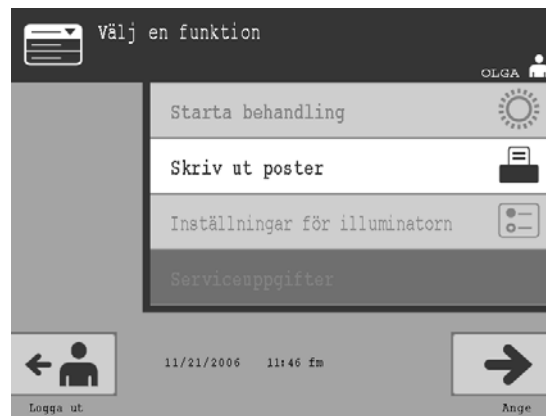 Välj en funktion
OLGA
Starta behandling
Skriv ut poster
Inställningar för illuminatorn
Serviceuppgifter
11/21/2006 11:46 fm
Logga ut
Ange